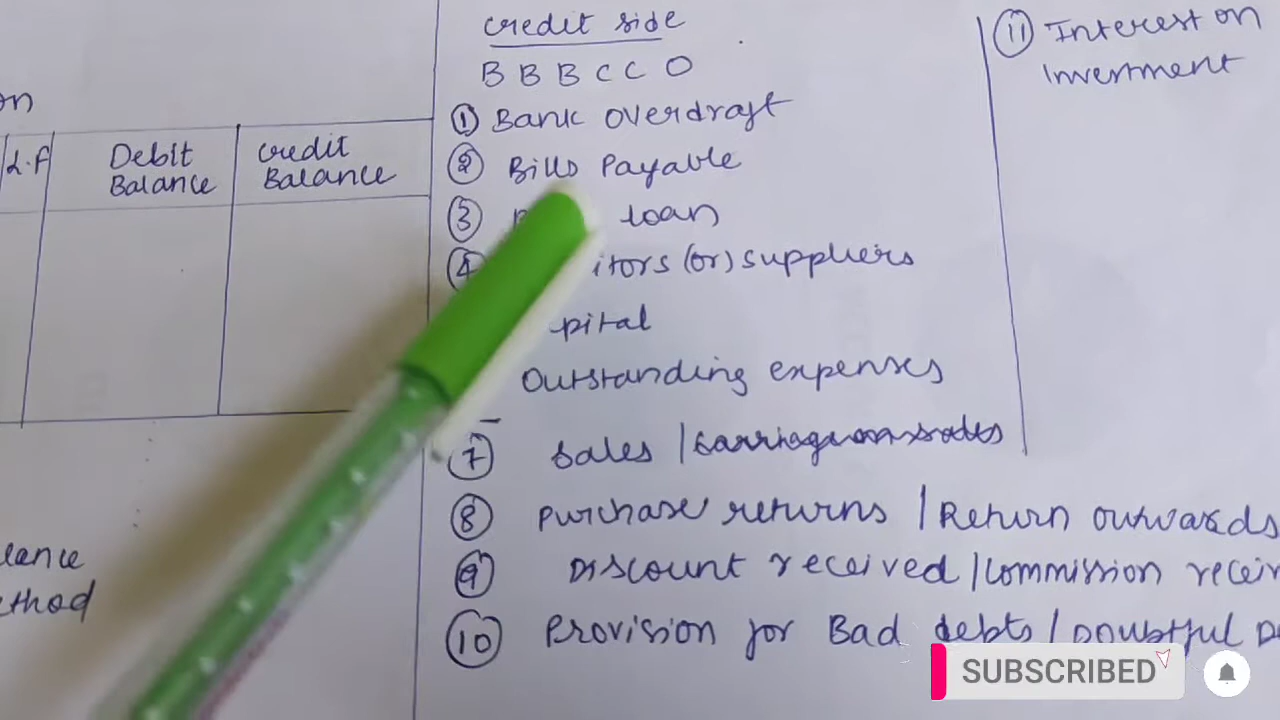 on
L.F Debit Balance credit Balance
lance
ethod
credit side
B B B C C O
① Bank overdraft
② Bills Payable
③ loan
④ itors (or) suppliers
pital
outstanding expenses
⑦ Sales /
⑧ Purchase returns / Return outwards
⑨ Discount received / commission recei
⑩ Provision for Bad debts / Doubtful D
⑪ Interest on
Investment
SUBSCRIBED